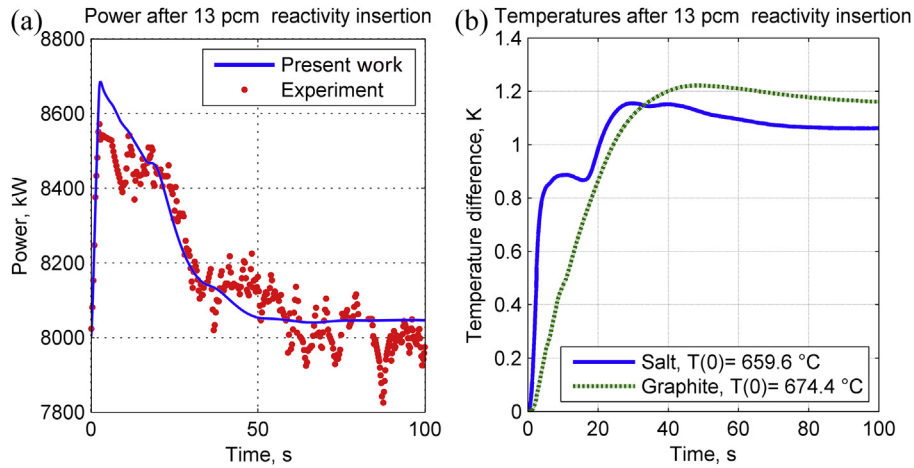 (a) Power after 13 pcm reactivity insertion
8800
8600
8400
8200
8000
7800
Power, kW
0
50
100
Time, s
Present work
Experiment
(b) Temperatures after 13 pcm reactivity insertion
1.4
1.2
1
0.8
0.6
0.4
0.2
0
Temperature difference, K
0
20
40
60
80
100
Time, s
Salt, T(0)= 659.6 °C
Graphite, T(0)= 674.4 °C